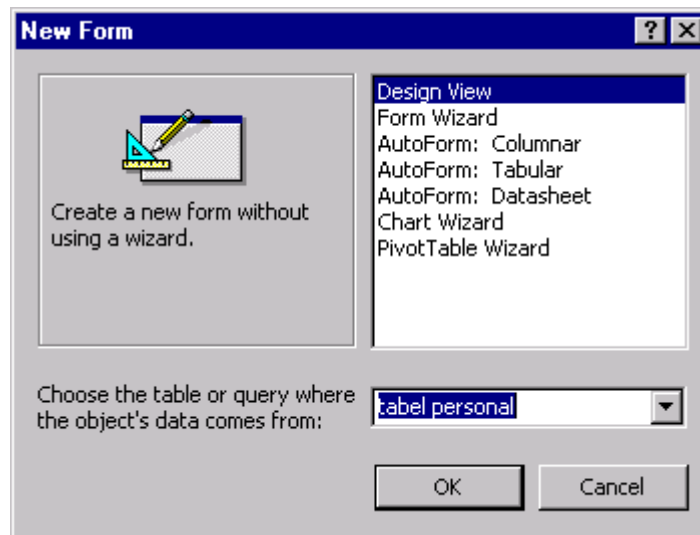 New Form
Create a new form without
using a wizard.
Design View
Form Wizard
AutoForm: Columnar
AutoForm: Tabular
AutoForm: Datasheet
Chart Wizard
PivotTable Wizard
Choose the table or query where
the object's data comes from:
tabel personal
OK
Cancel